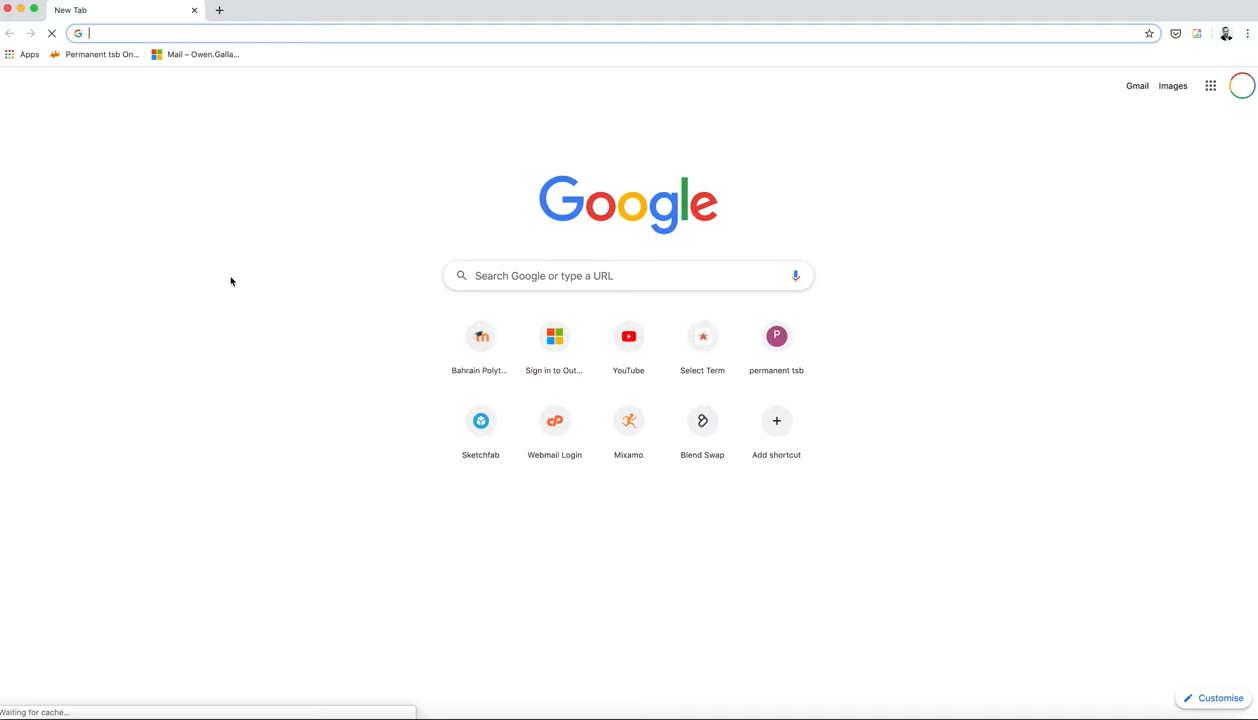 New Tab
Apps
Permanent tsb On...
Mail – Owen.Galla...
Gmail
Images
Google
Search Google or type a URL
Bahrain Polyt...
Sign in to Out...
YouTube
Select Term
P
permanent tsb
Sketchfab
Webmail Login
Mixamo
Blend Swap
Add shortcut
Customise
Waiting for cache...